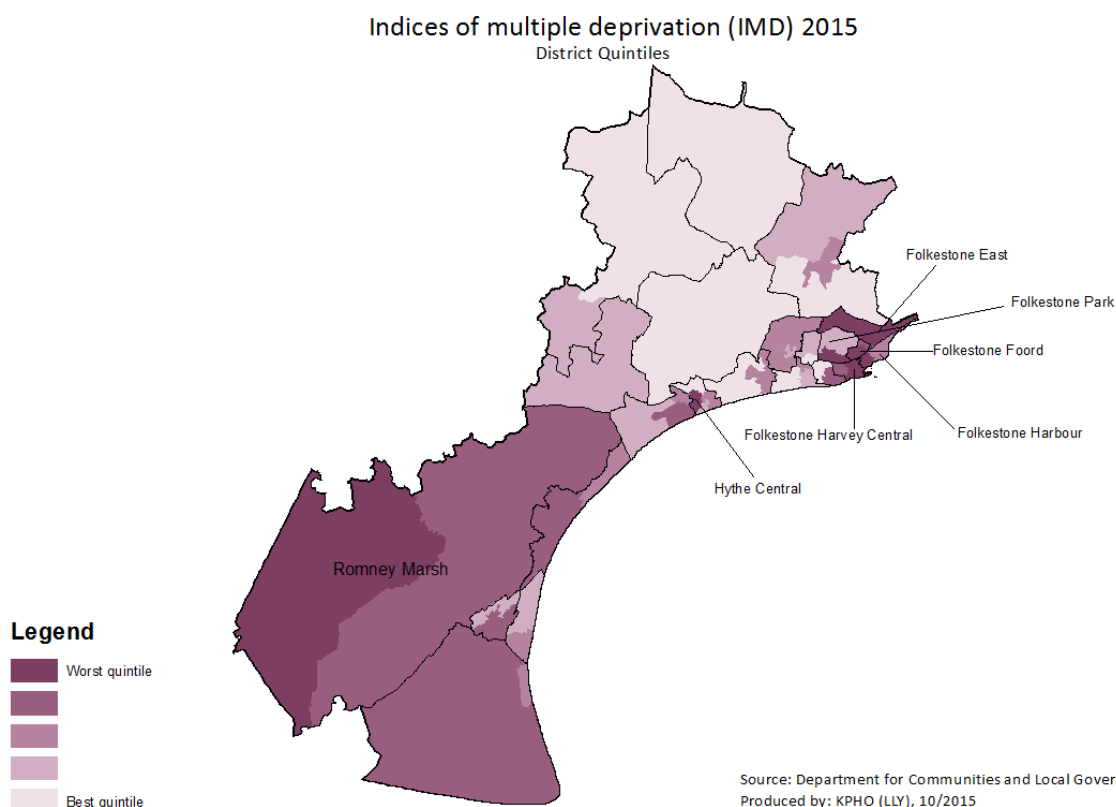 Indices of multiple deprivation (IMD) 2015
District Quintiles
Folkestone East
Folkestone Park
Folkestone Foord
Folkestone Harvey Central
Folkestone Harbour
Hythe Central
Romney Marsh
Legend
Worst quintile
Best quintile
Source: Department for Communities and Local Gover
Produced by: KPHO (LLY), 10/2015